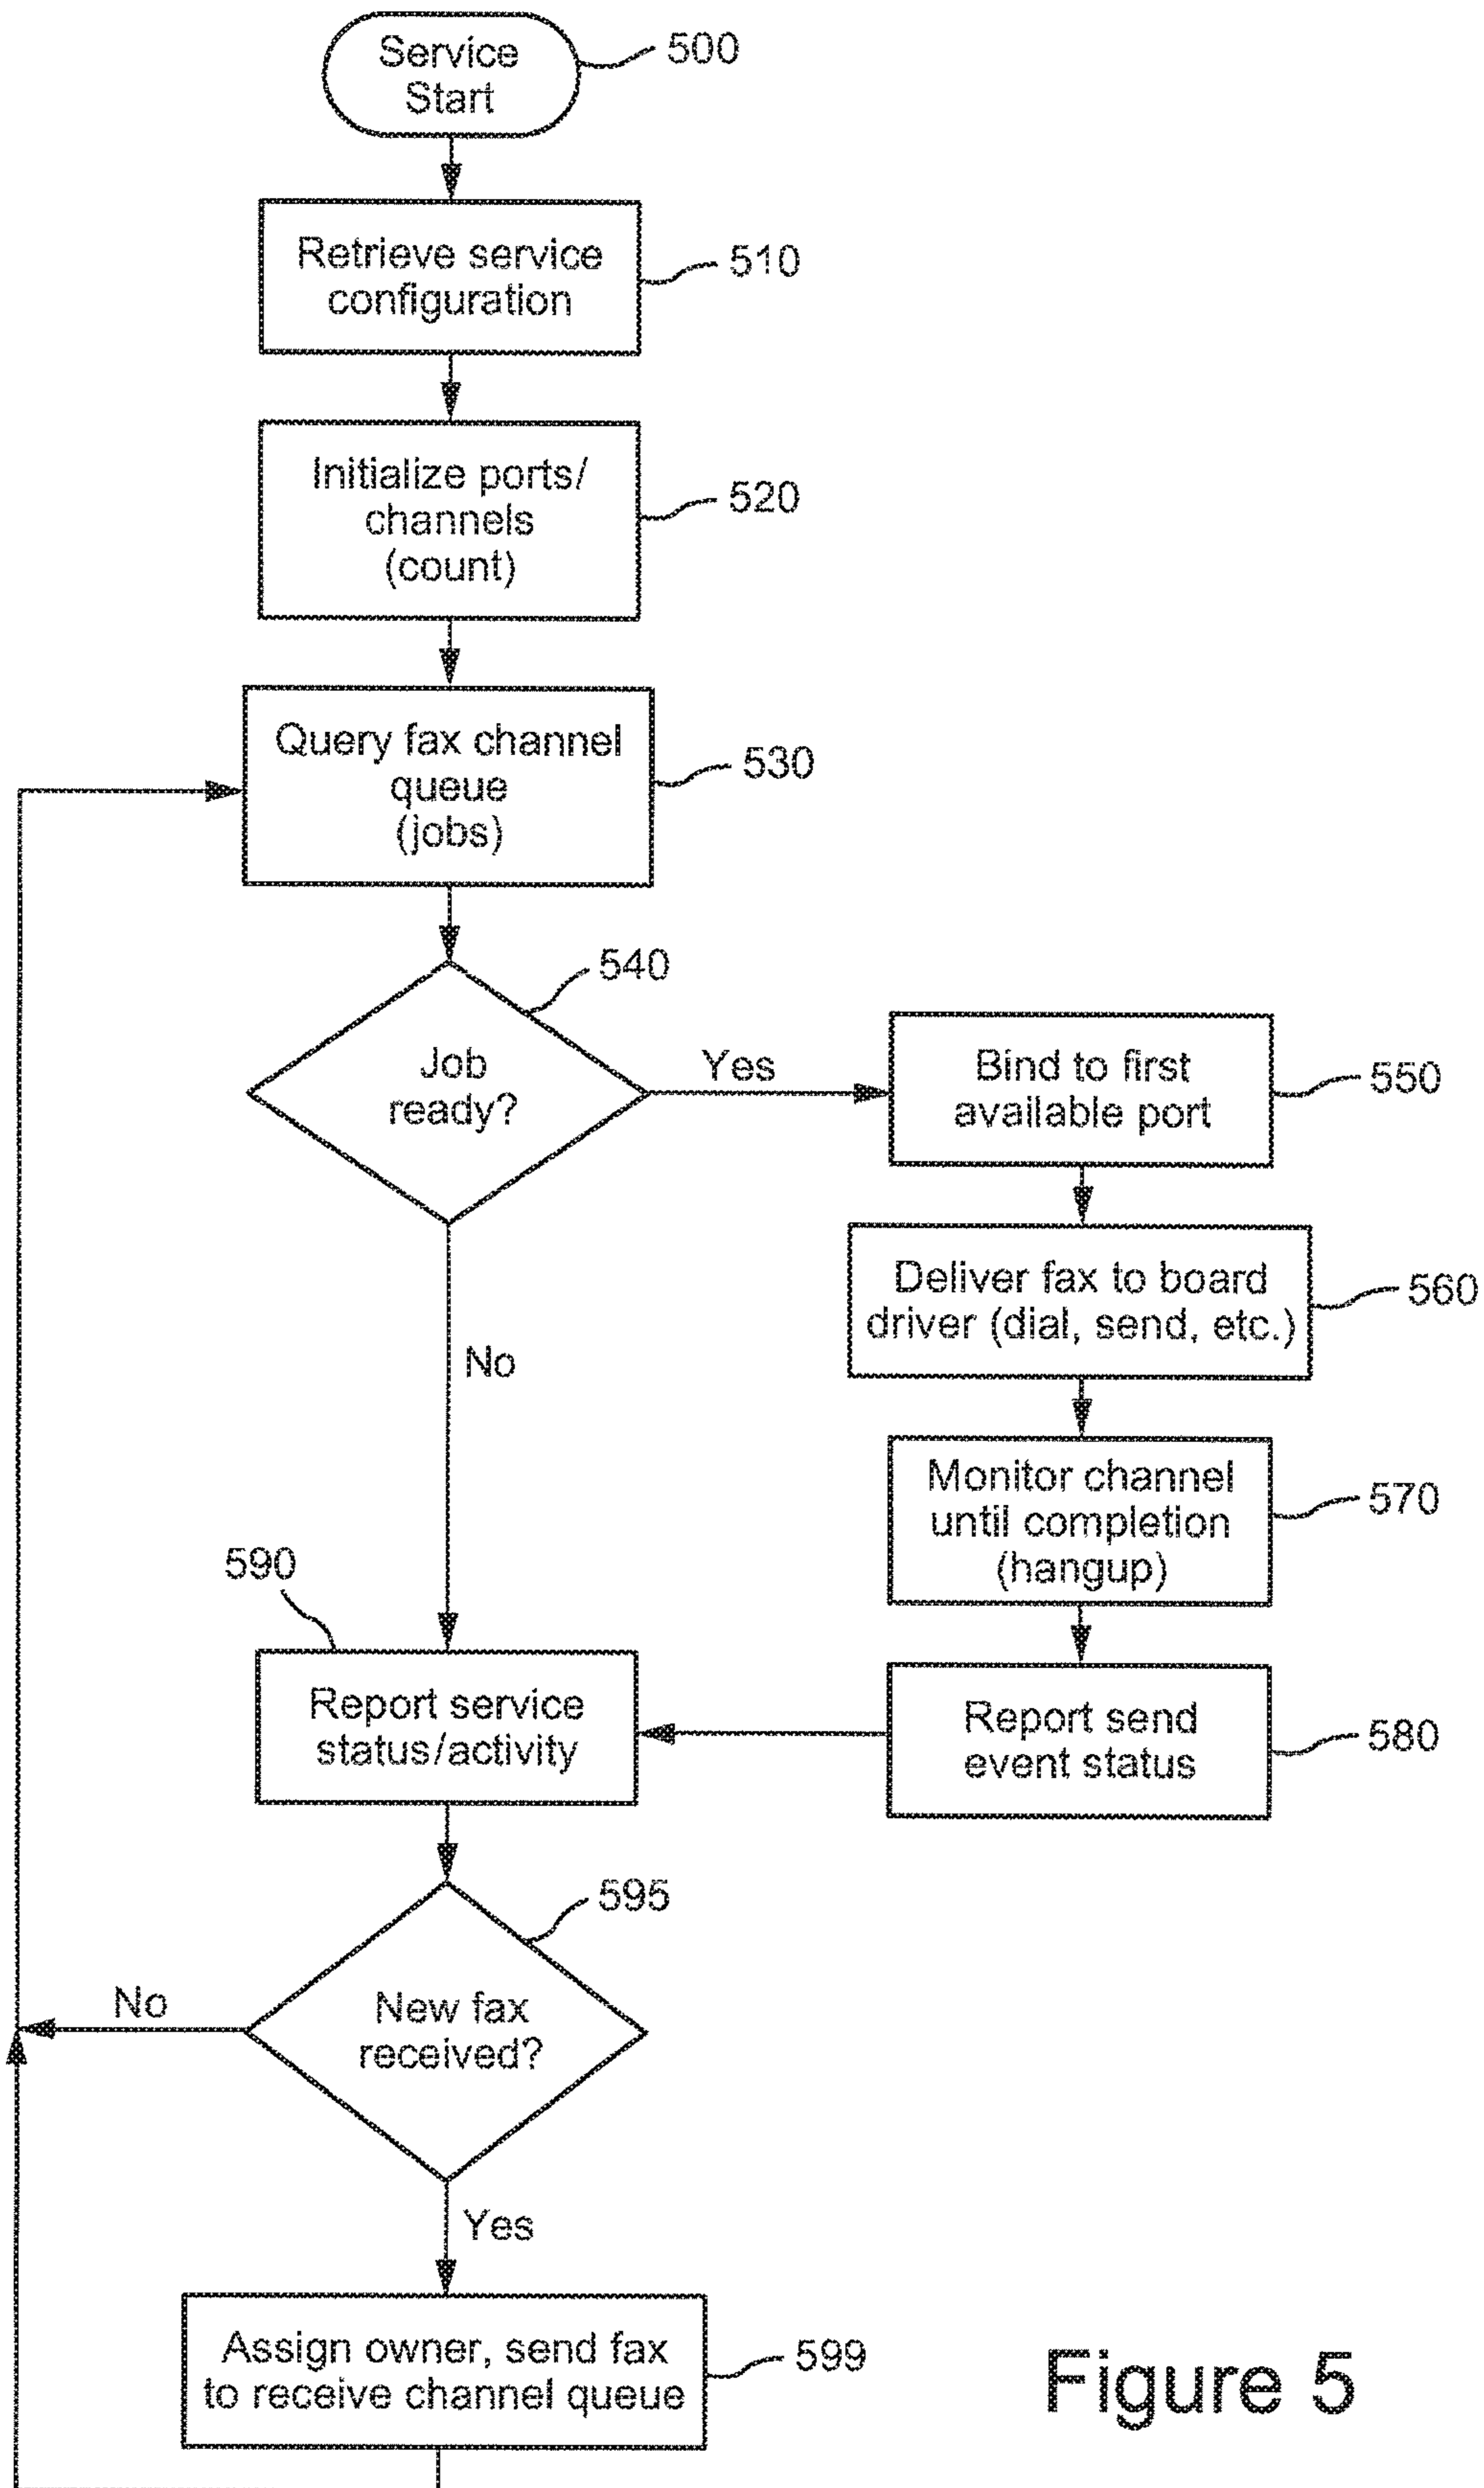 Service
Start
500
Retrieve service
configuration
510
Initialize ports/
channels
(count)
520
Query fax channel
queue
(jobs)
530
540
Job
ready?
Yes
Bind to first
available port
550
Deliver fax to board
driver (dial, send, etc.)
560
No
Monitor channel
until completion
(hangup)
570
590
Report service
status/activity
Report send
event status
580
595
New fax
received?
No
Yes
Assign owner, send fax
to receive channel queue
599
Figure 5